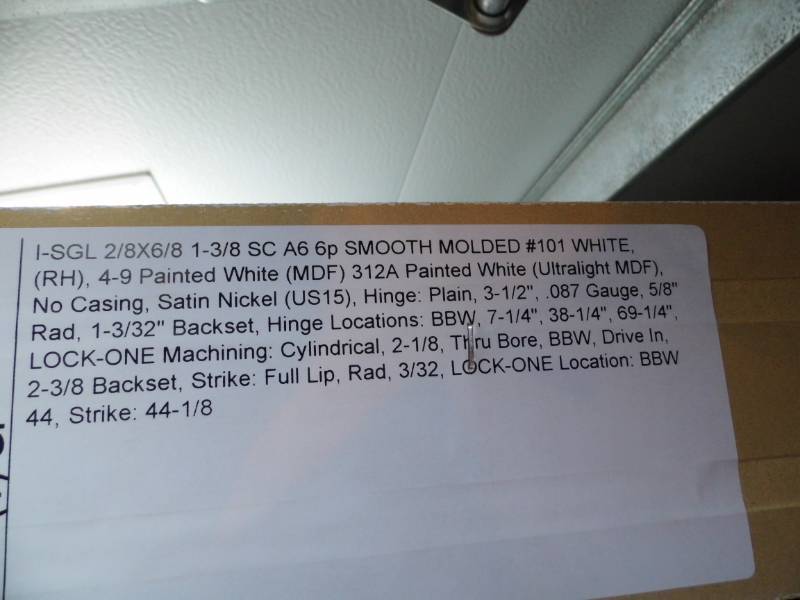 I-SGL 2/8X6/8 1-3/8 SC A6 6p SMOOTH MOLDED #101 WHITE,
(RH), 4-9 Painted White (MDF) 312A Painted White (Ultralight MDF),
No Casing, Satin Nickel (US15), Hinge: Plain, 3-1/2", .087 Gauge, 5/8"
Rad, 1-3/32" Backset, Hinge Locations: BBW, 7-1/4", 38-1/4", 69-1/4",
LOCK-ONE Machining: Cylindrical, 2-1/8, Thru Bore, BBW, Drive In,
2-3/8 Backset, Strike: Full Lip, Rad, 3/32, LOCK-ONE Location: BBW
44, Strike: 44-1/8